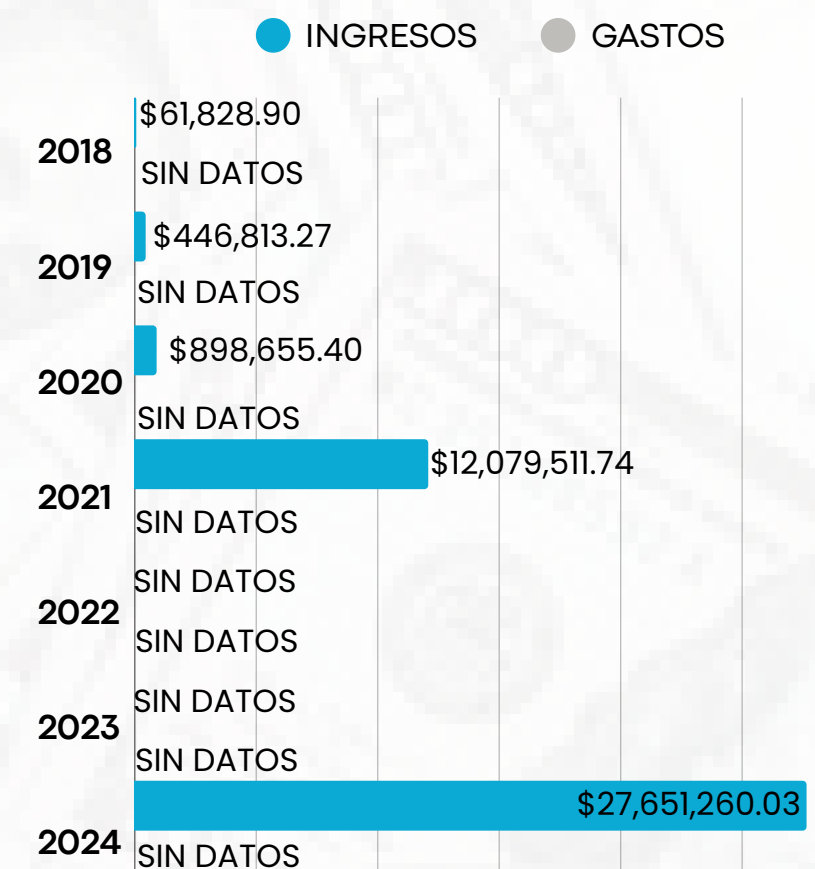 INGRESOS GASTOS
$61,828.90
2018
SIN DATOS
$446,813.27
2019
SIN DATOS
$898,655.40
2020
SIN DATOS
$12,079,511.74
2021
SIN DATOS
SIN DATOS
2022
SIN DATOS
SIN DATOS
2023
SIN DATOS
$27,651,260.03
2024
SIN DATOS